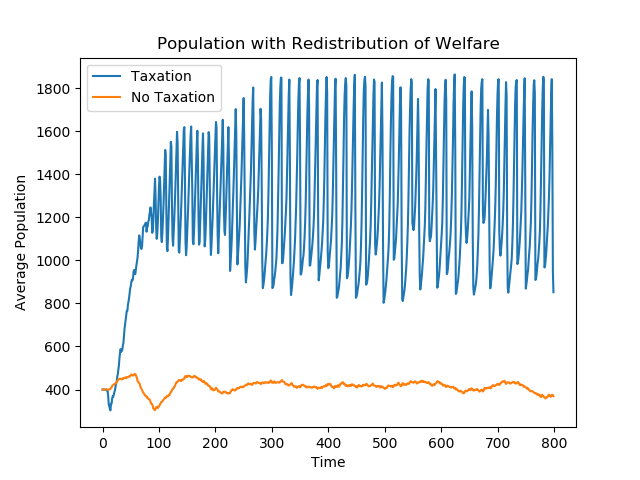 Population with Redistribution of Welfare
Taxation
No Taxation
Average Population
1800
1600
1400
1200
1000
800
600
400
0 100 200 300 400 500 600 700 800
Time